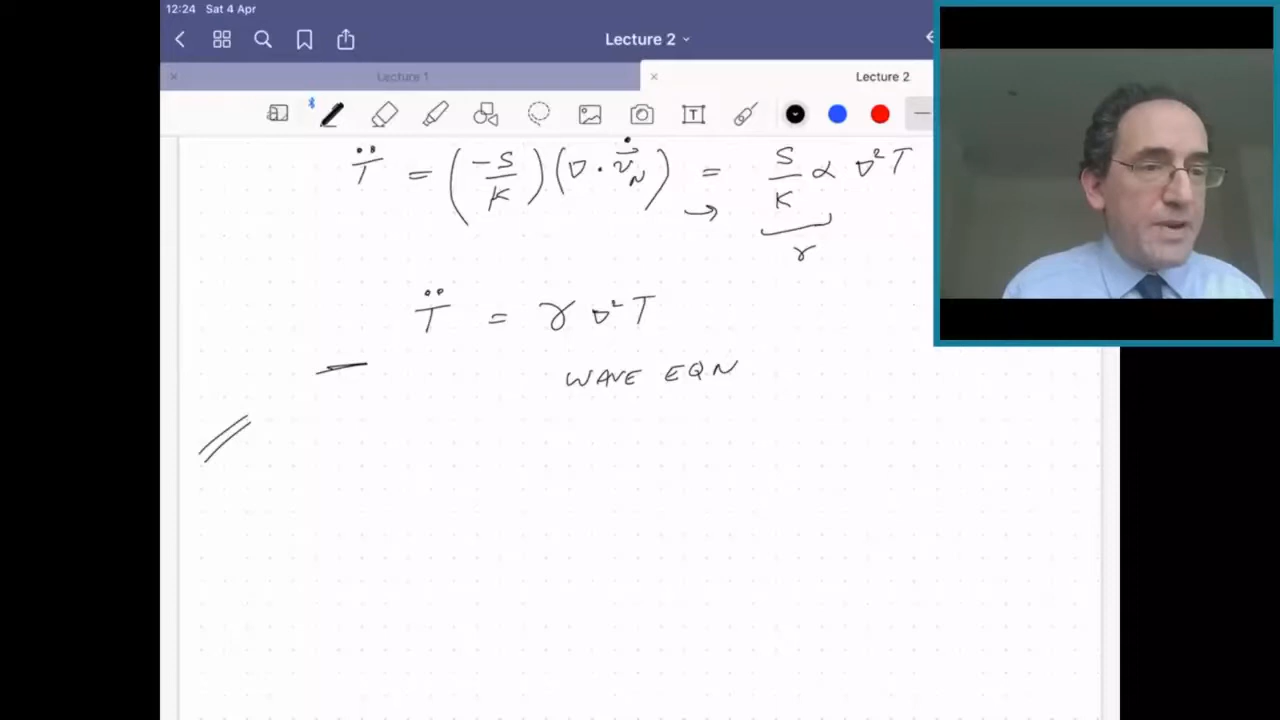 12:24 Sat 4 Apr
Lecture 2
Lecture 1
Lecture 2
T̈ = (-S/K)(∇ · v̇⃗_N) = S/K α ∇²T
→
γ
T̈ = γ ∇²T
WAVE EQN